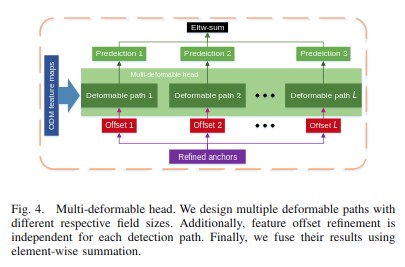 Eltw-sum
Predeiction 1
Predeiction 2
Predeiction 3
Multi-deformable head
ODM feature maps
Deformable path 1
Deformable path 2
Deformable path L
Offset 1
Offset 2
Offset L
Refined anchors
Fig. 4. Multi-deformable head. We design multiple deformable paths with
different respective field sizes. Additionally, feature offset refinement is
independent for each detection path. Finally, we fuse their results using
element-wise summation.